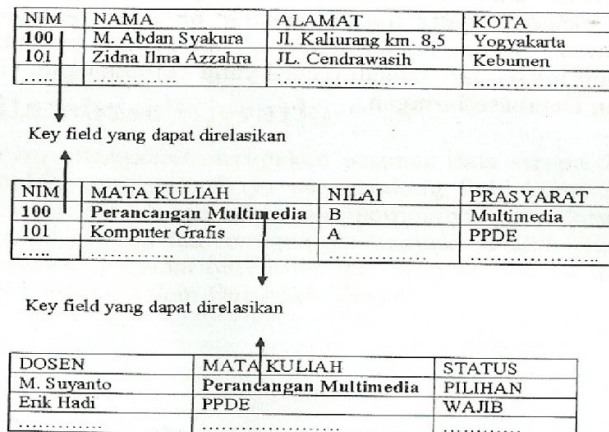 NIM NAMA ALAMAT KOTA
100 M. Abdan Syakura Jl. Kaliurang km. 8,5 Yogyakarta
101 Zidna Ilma Azzahra JL. Cendrawasih Kebumen
..... .................. ..................
Key field yang dapat direlasikan
NIM MATA KULIAH NILAI PRASYARAT
100 Perancangan Multimedia B Multimedia
101 Komputer Grafis A PPDE
..... ............. .................. ..................
Key field yang dapat direlasikan
DOSEN MATA KULIAH STATUS
M. Suyanto Perancangan Multimedia PILIHAN
Erik Hadi PPDE WAJIB
............. ..................... ............